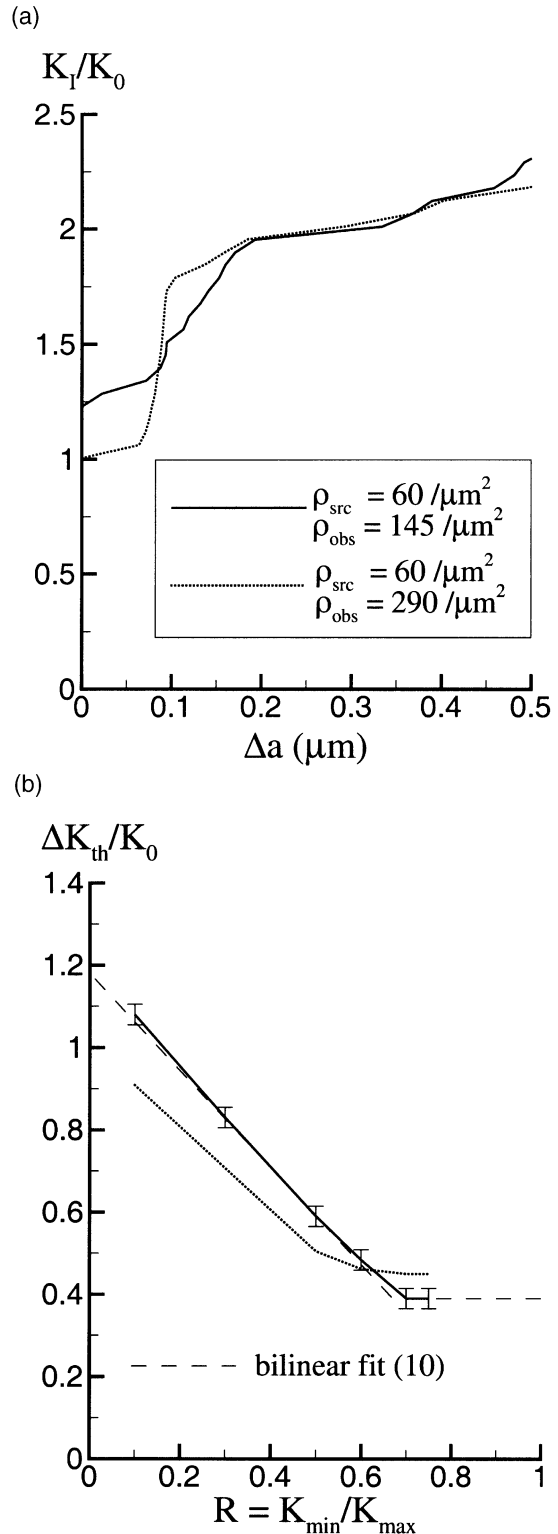 (a)
K_I/K_0
2.5
2
1.5
1
0.5
0
ρ_src = 60 /μm²
ρ_obs = 145 /μm²
ρ_src = 60 /μm²
ρ_obs = 290 /μm²
0 0.1 0.2 0.3 0.4 0.5
Δa (μm)
(b)
ΔK_th/K_0
1.4
1.2
1
0.8
0.6
0.4
0.2
0
bilinear fit (10)
0 0.2 0.4 0.6 0.8 1
R = K_min/K_max